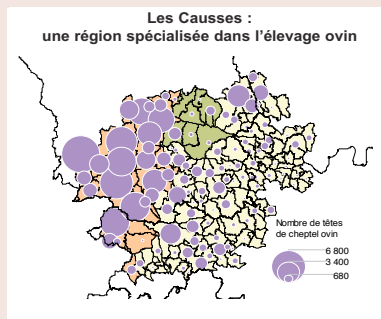 Les Causses :
une région spécialisée dans l'élevage ovin
Nombre de têtes
de cheptel ovin
6 800
3 400
680